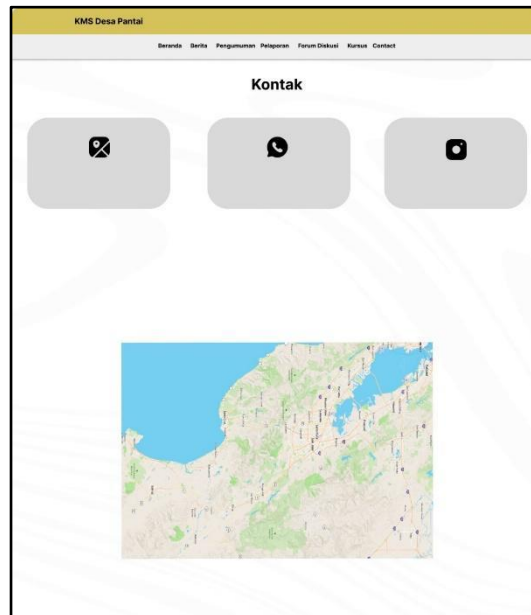 KMS Desa Pantai
Beranda Berita Pengumuman Pelaporan Forum Diskusi Kursus Contact
Kontak